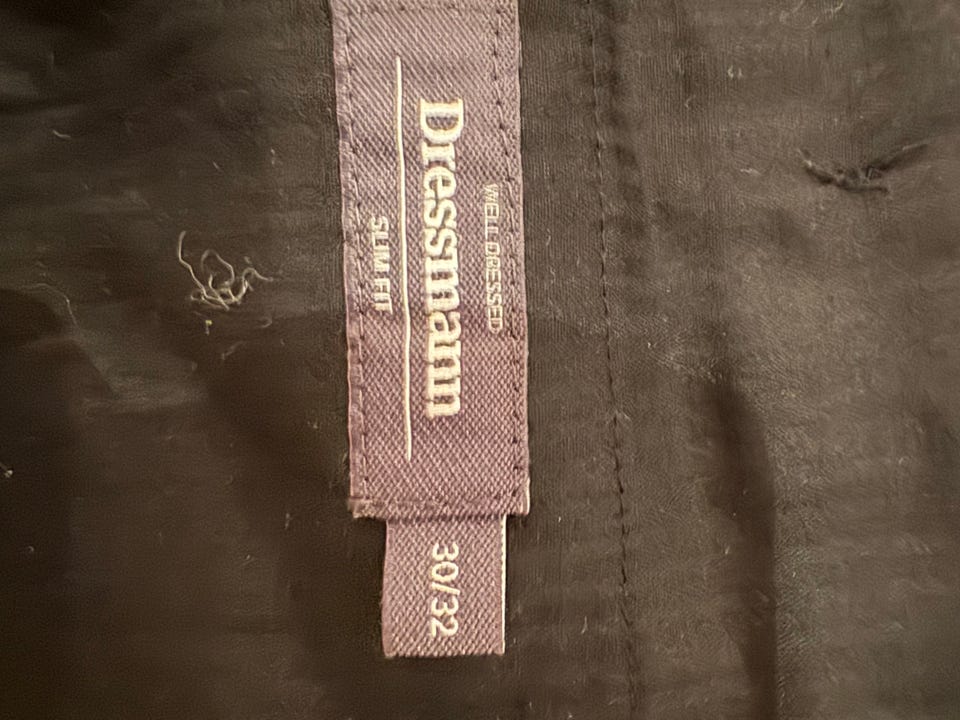 WELL DRESSED
Dressmann
SLIM FIT
30/32